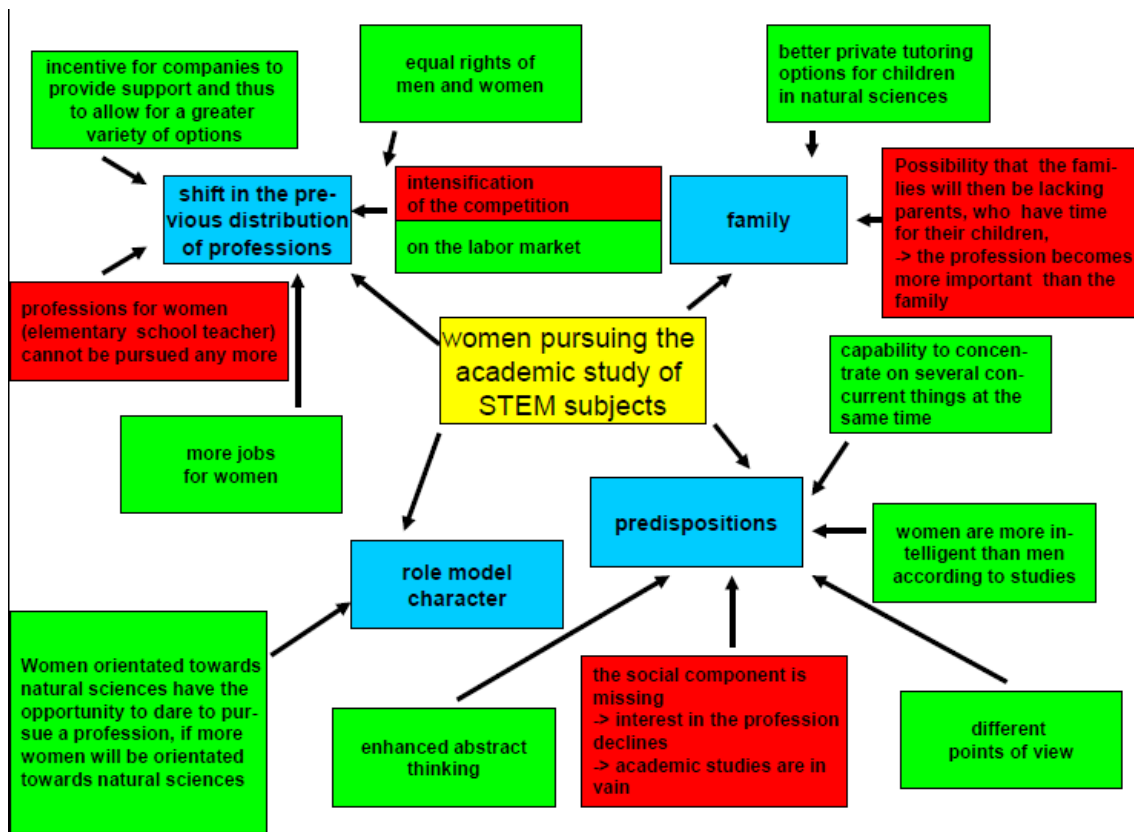 incentive for companies to
provide support and thus
to allow for a greater
variety of options
equal rights of
men and women
better private tutoring
options for children
in natural sciences
shift in the pre-
vious distribution
of professions
intensification
of the competition
on the labor market
family
Possibility that the fami-
lies will then be lacking
parents, who have time
for their children,
-> the profession becomes
more important than the
family
professions for women
(elementary school teacher)
cannot be pursued any more
women pursuing the
academic study of
STEM subjects
capability to concen-
trate on several con-
current things at the
same time
more jobs
for women
predispositions
women are more in-
telligent than men
according to studies
role model
character
Women orientated towards
natural sciences have the
opportunity to dare to pur-
sue a profession, if more
women will be orientated
towards natural sciences
enhanced abstract
thinking
the social component is
missing
-> interest in the profession
declines
-> academic studies are in
vain
different
points of view